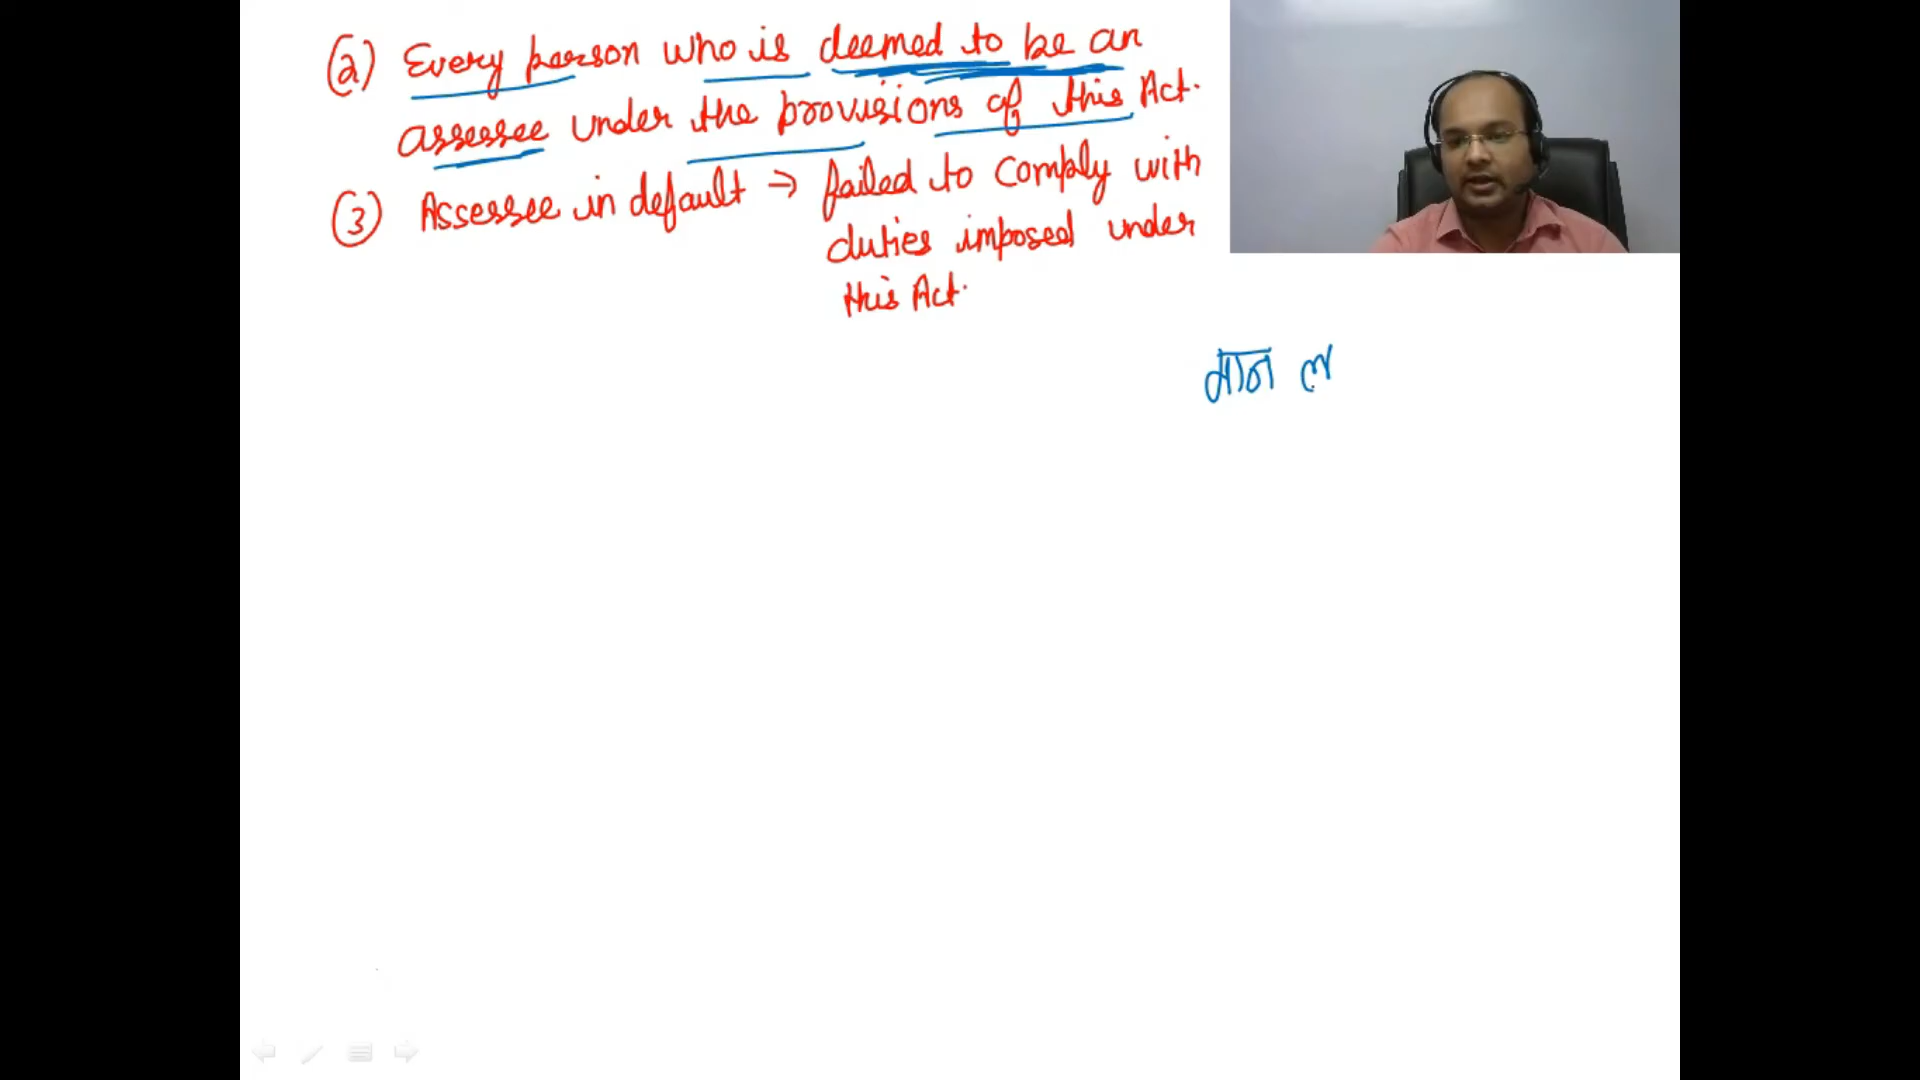 (2) Every person who is deemed to be an
assessee under the provisions of this Act.
(3) Assessee in default → failed to comply with
duties imposed under
this Act.
मान ल